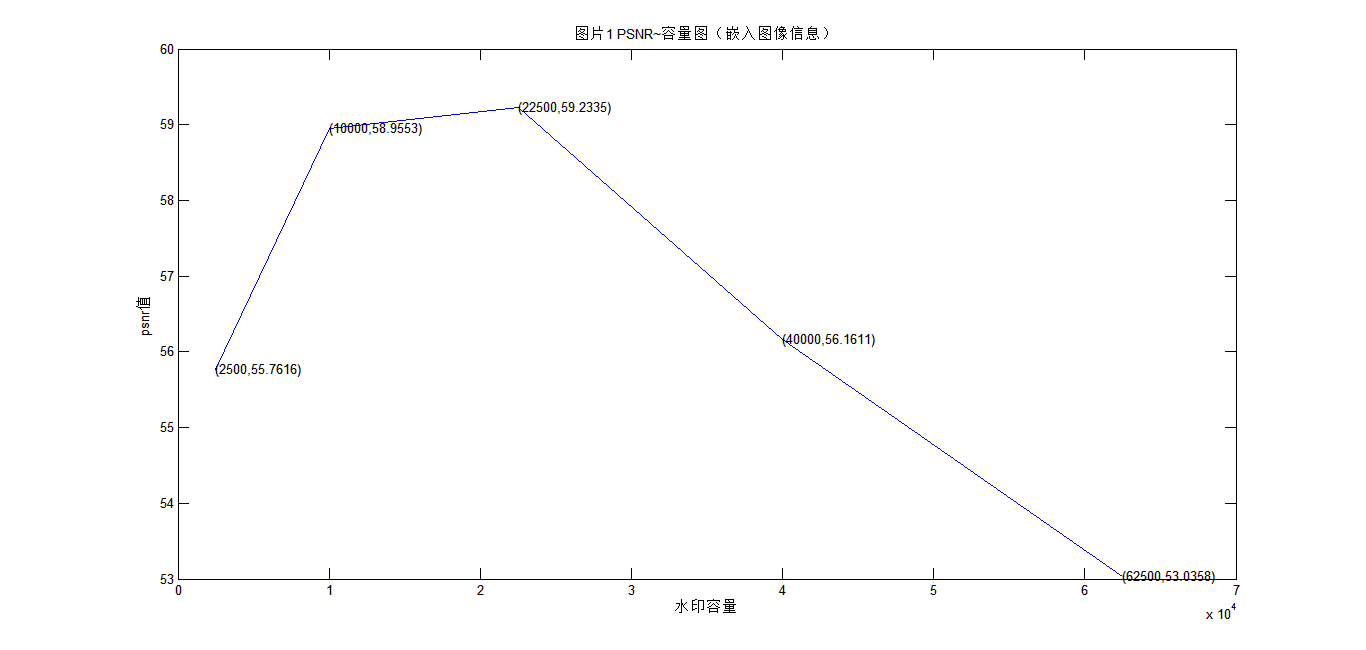 图片1 PSNR~容量图（嵌入图像信息）
60
59
58
57
56
55
54
53
psnr值
(2500,55.7616)
(10000,58.9553)
(22500,59.2335)
(40000,56.1611)
(62500,53.0358)
0 1 2 3 4 5 6 7
水印容量
x 10^4